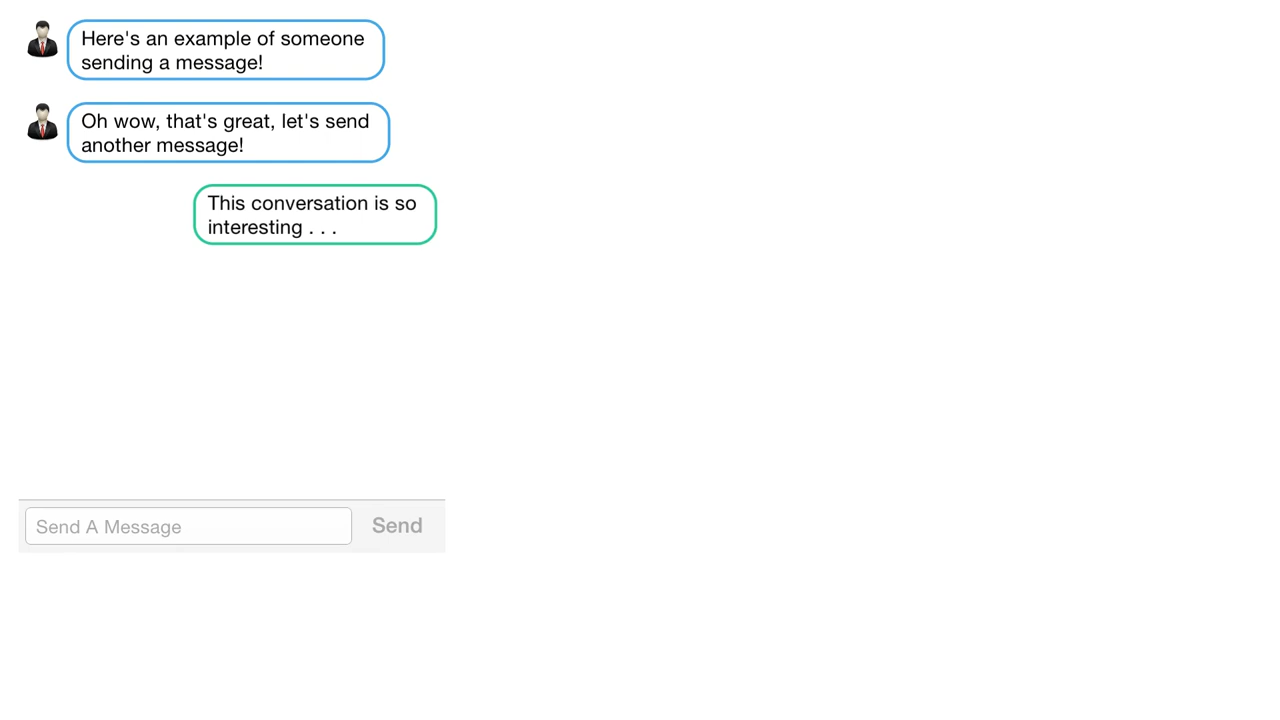 Here's an example of someone
sending a message!
Oh wow, that's great, let's send
another message!
This conversation is so
interesting . . .
Send A Message
Send